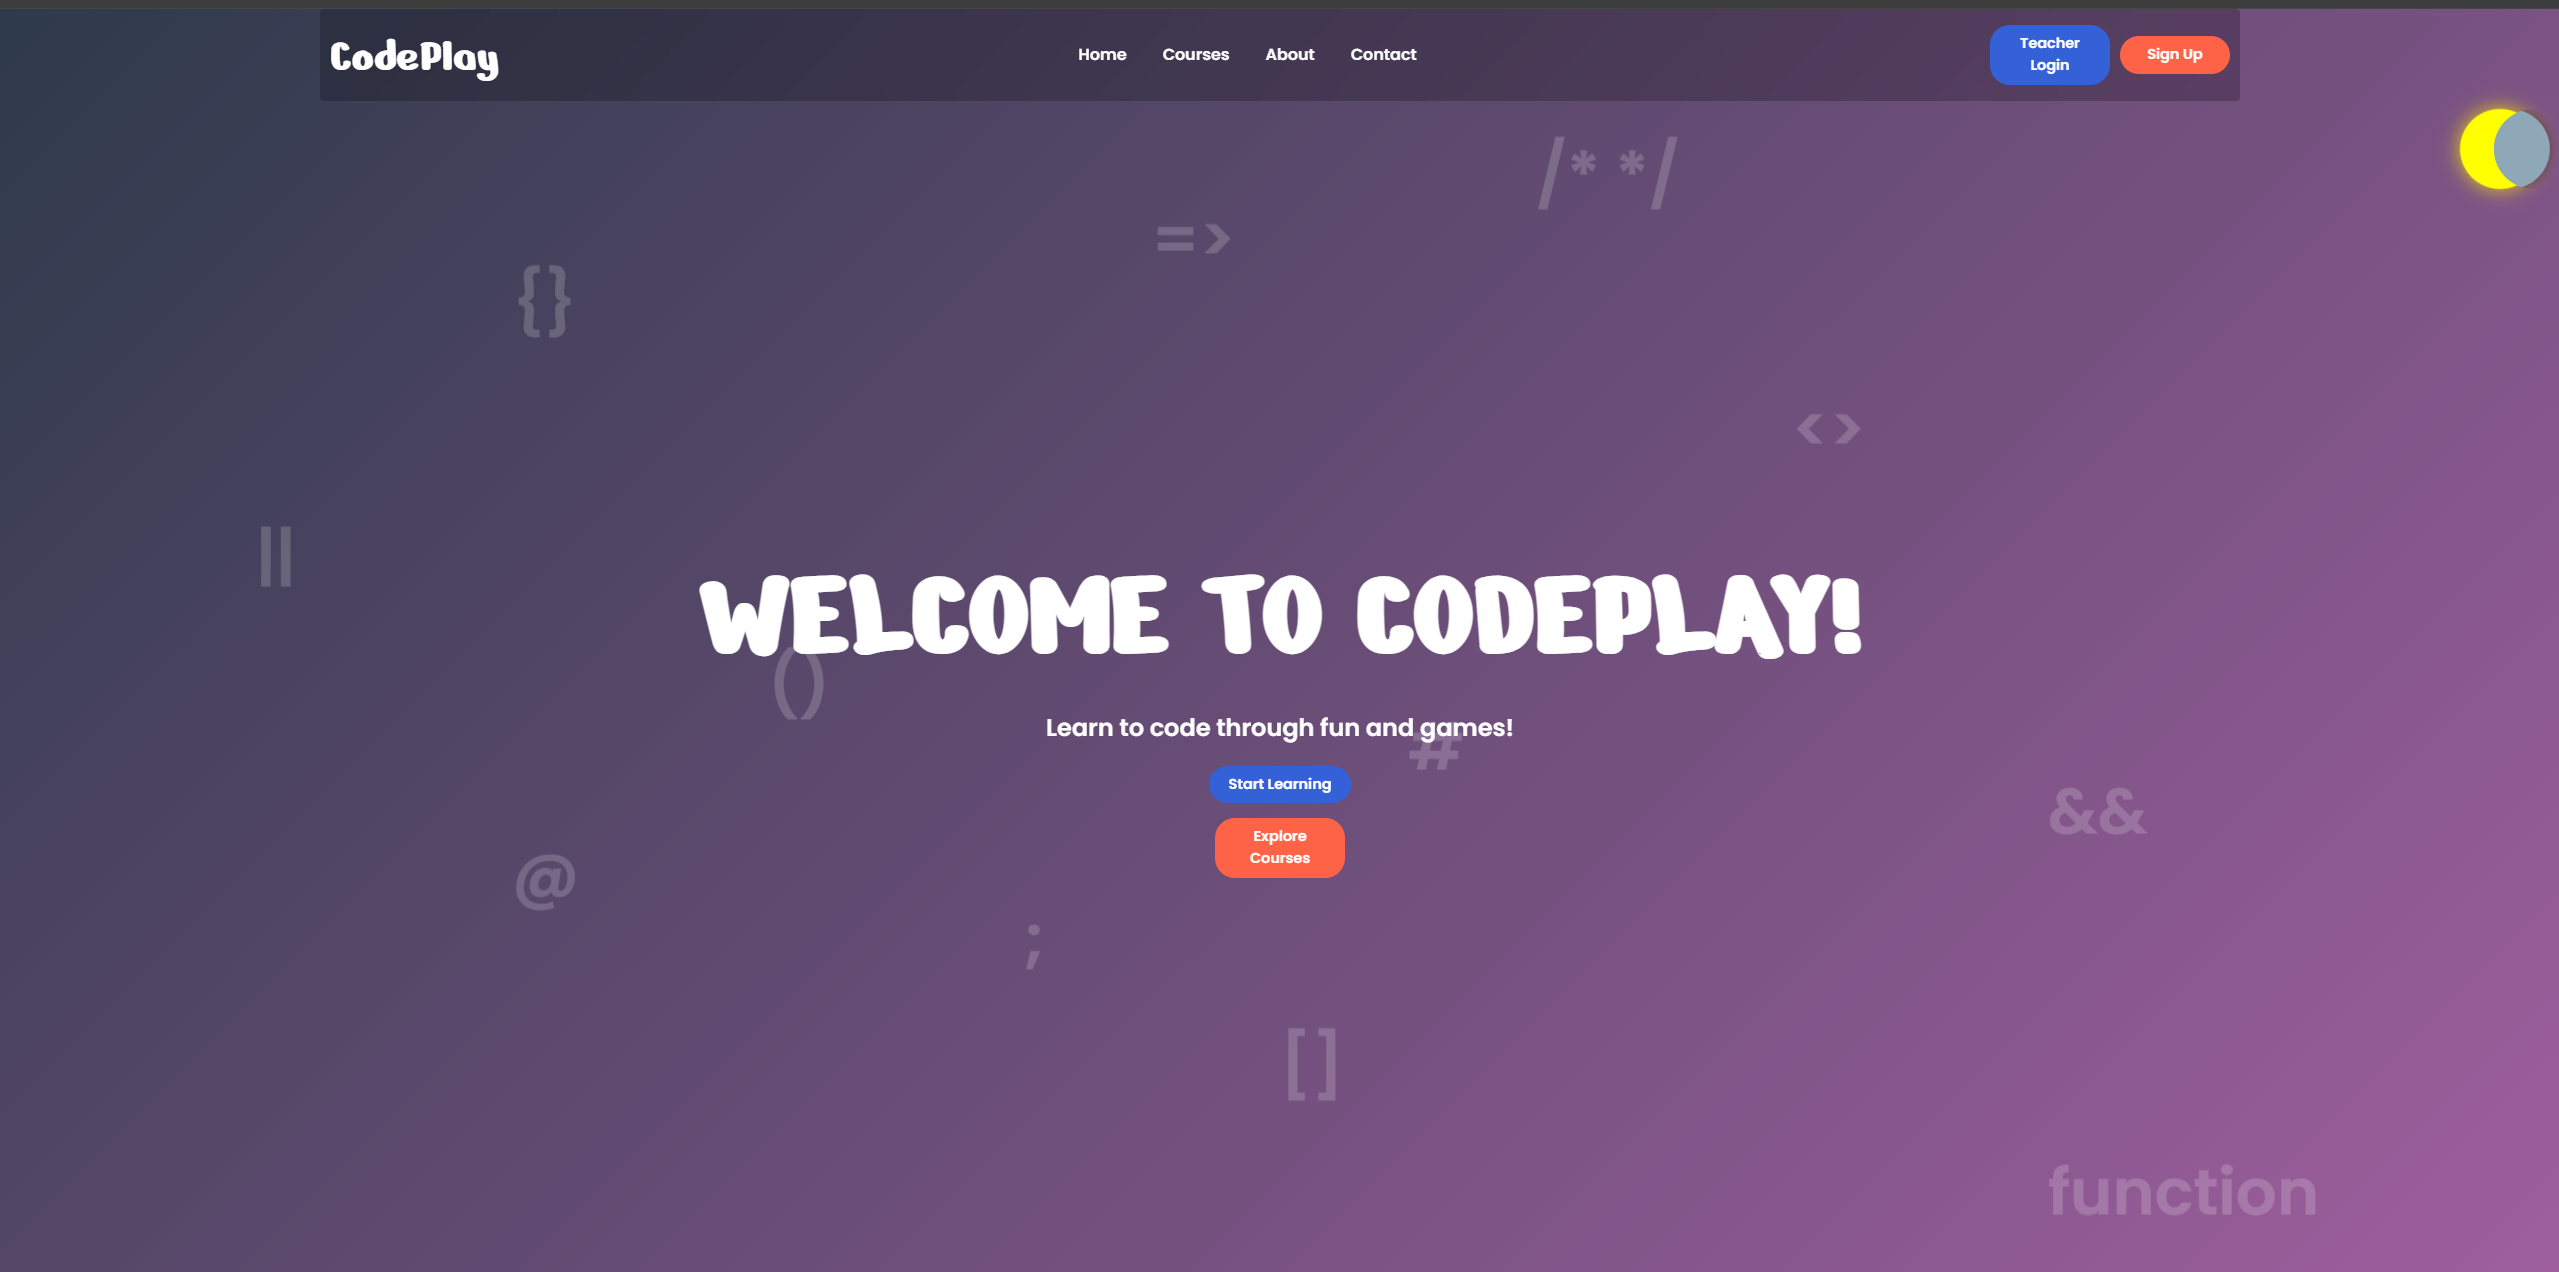 CodePlay
Home Courses About Contact
Teacher
Login
Sign Up
/* */
=>
{}
<>
||
WELCOME TO CODEPLAY!
()
Learn to code through fun and games!
#
Start Learning
&&
Explore
Courses
@
;
[]
function